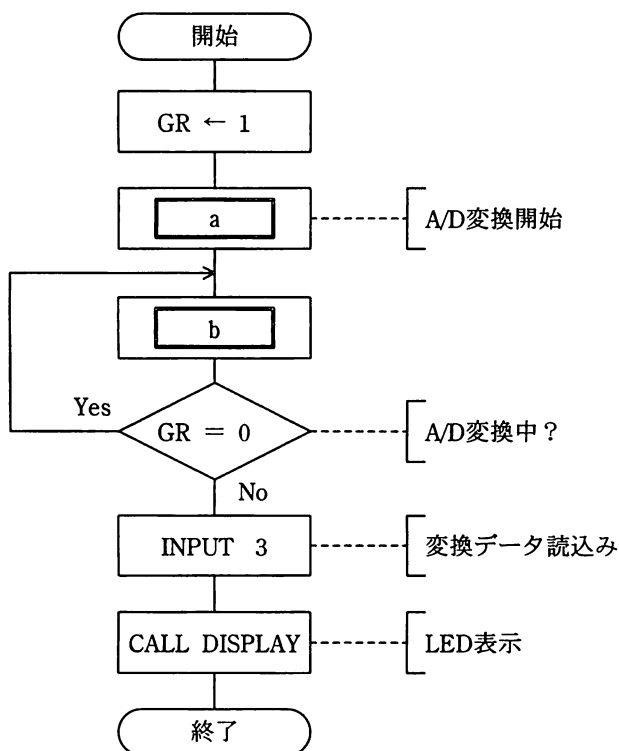 開始
GR ← 1
a
A/D変換開始
b
Yes
GR = 0
A/D変換中？
No
INPUT 3
変換データ読込み
CALL DISPLAY
LED表示
終了